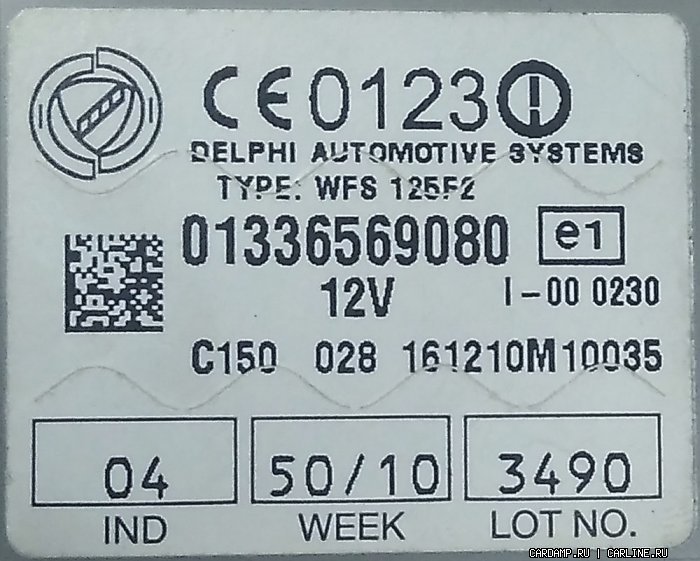 CE0123
DELPHI AUTOMOTIVE SYSTEMS
TYPE: WFS 125F2
01336569080 e1
12V I-00 0230
C150 028 161210M10035
04 50/10 3490
IND WEEK LOT NO.
CARDAMP.RU | CARLINE.RU